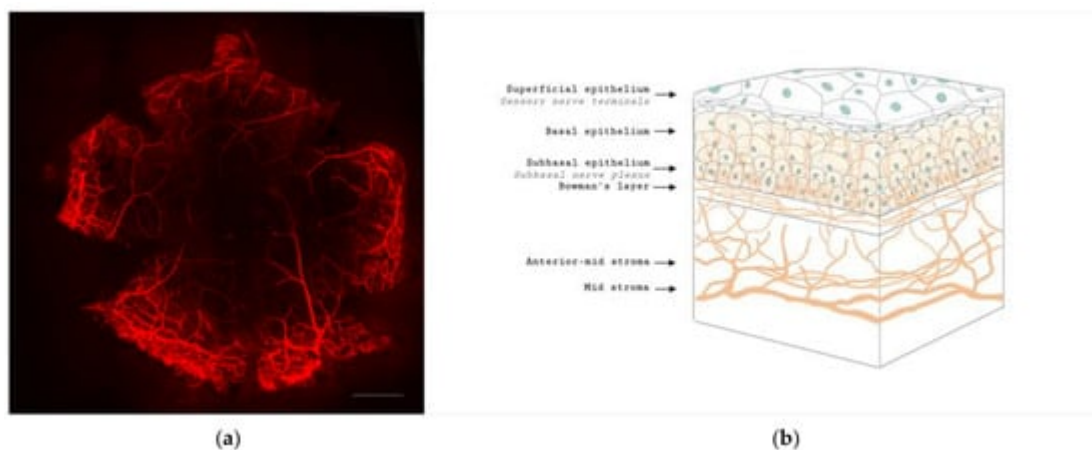 Superficial epithelium
Sensory nerve terminals
Basal epithelium
Subbasal epithelium
Subbasal nerve plexus
Bowman's layer
Anterior-mid stroma
Mid stroma
(a)
(b)